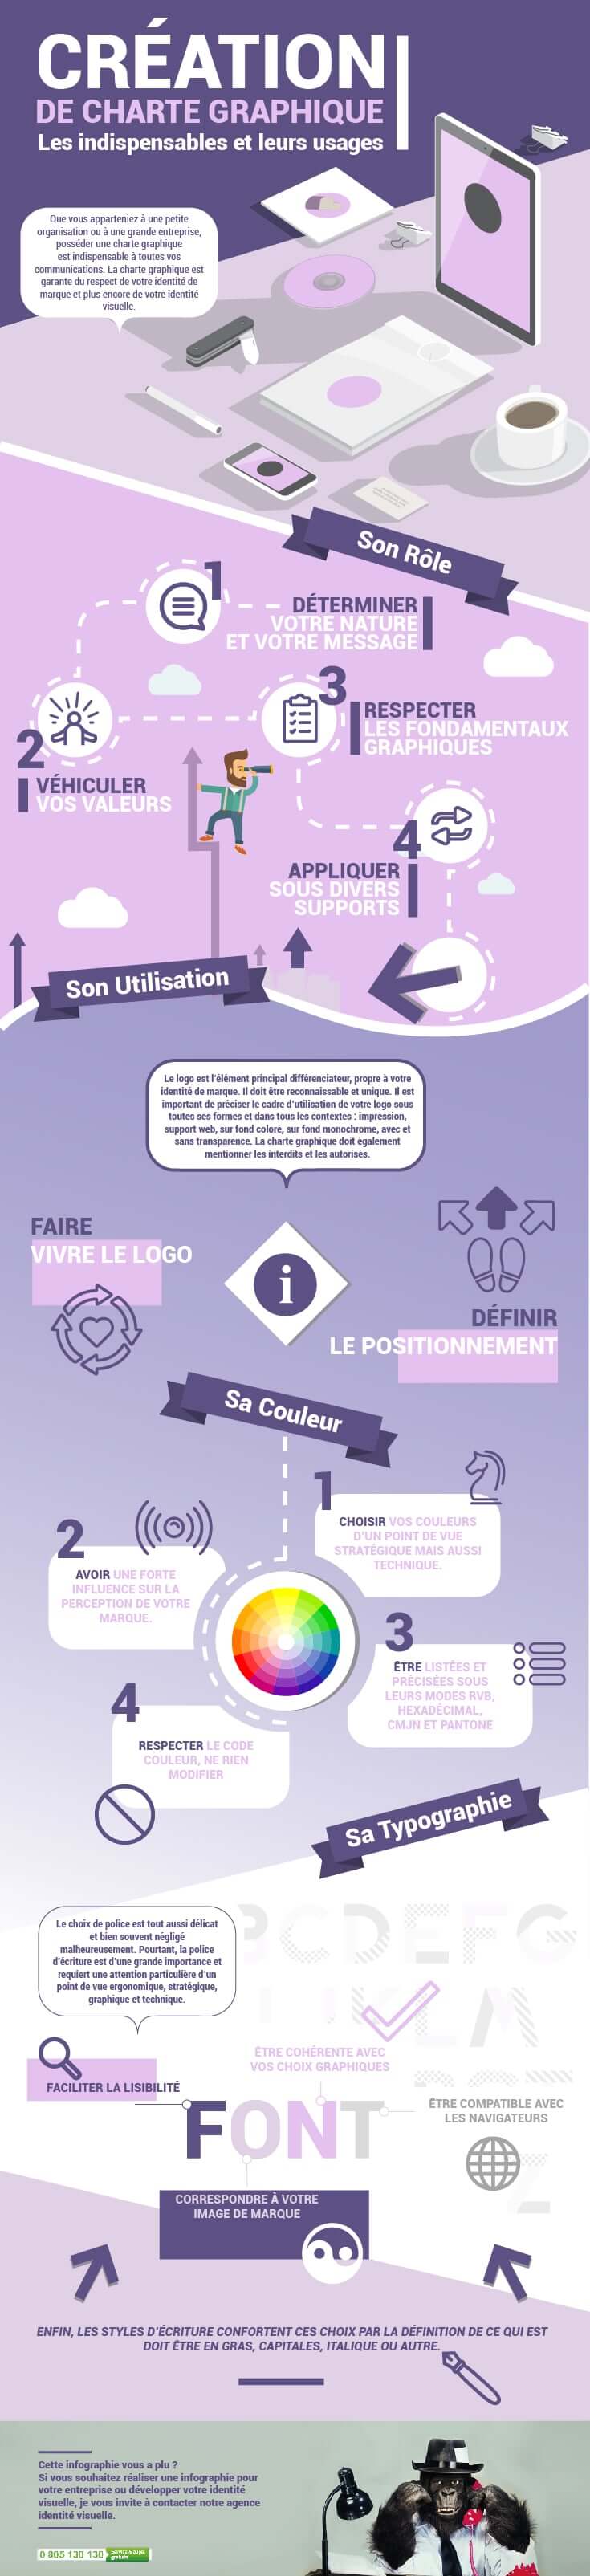 CRÉATION
DE CHARTE GRAPHIQUE
Les indispensables et leurs usages
Que vous apparteniez à une petite
organisation ou à une grande entreprise,
posséder une charte graphique
est indispensable à toutes vos
communications. La charte graphique est
garante du respect de votre identité de
marque et plus encore de votre identité
visuelle.
Son Rôle
1
DÉTERMINER
VOTRE NATURE
ET VOTRE MESSAGE
2
VÉHICULER
VOS VALEURS
3
RESPECTER
LES FONDAMENTAUX
GRAPHIQUES
4
APPLIQUER
SOUS DIVERS
SUPPORTS
Son Utilisation
Le logo est l'élément principal différenciateur, propre à votre
identité de marque. Il doit être reconnaissable et unique. Il est
important de préciser le cadre d'utilisation de votre logo sous
toutes ses formes et dans tous les contextes : impression,
support web, sur fond coloré, sur fond monochrome, avec et
sans transparence. La charte graphique doit également
mentionner les interdits et les autorisés.
FAIRE
VIVRE LE LOGO
i
DÉFINIR
LE POSITIONNEMENT
Sa Couleur
1
CHOISIR VOS COULEURS
D'UN POINT DE VUE
STRATÉGIQUE MAIS AUSSI
TECHNIQUE.
2
AVOIR UNE FORTE
INFLUENCE SUR LA
PERCEPTION DE VOTRE
MARQUE.
3
ÊTRE LISTÉES ET
PRÉCISÉES SOUS
LEURS MODES RVB,
HEXADÉCIMAL,
CMJN ET PANTONE
4
RESPECTER LE CODE
COULEUR, NE RIEN
MODIFIER
Sa Typographie
Le choix de police est tout aussi délicat
et bien souvent négligé
malheureusement. Pourtant, la police
d'écriture est d'une grande importance et
requiert une attention particulière d'un
point de vue ergonomique, stratégique,
graphique et technique.
B C D E F G
ÊTRE COHÉRENTE AVEC
VOS CHOIX GRAPHIQUES
FACILITER LA LISIBILITÉ
FONT
ÊTRE COMPATIBLE AVEC
LES NAVIGATEURS
Z
CORRESPONDRE À VOTRE
IMAGE DE MARQUE
ENFIN, LES STYLES D'ÉCRITURE CONFORTENT CES CHOIX PAR LA DÉFINITION DE CE QUI EST
DOIT ÊTRE EN GRAS, CAPITALES, ITALIQUE OU AUTRE.
Cette infographie vous a plu ?
Si vous souhaitez réaliser une infographie pour
votre entreprise ou développer votre identité
visuelle, je vous invite à contacter notre agence
identité visuelle.
0 805 130 130 Service & appel
gratuits